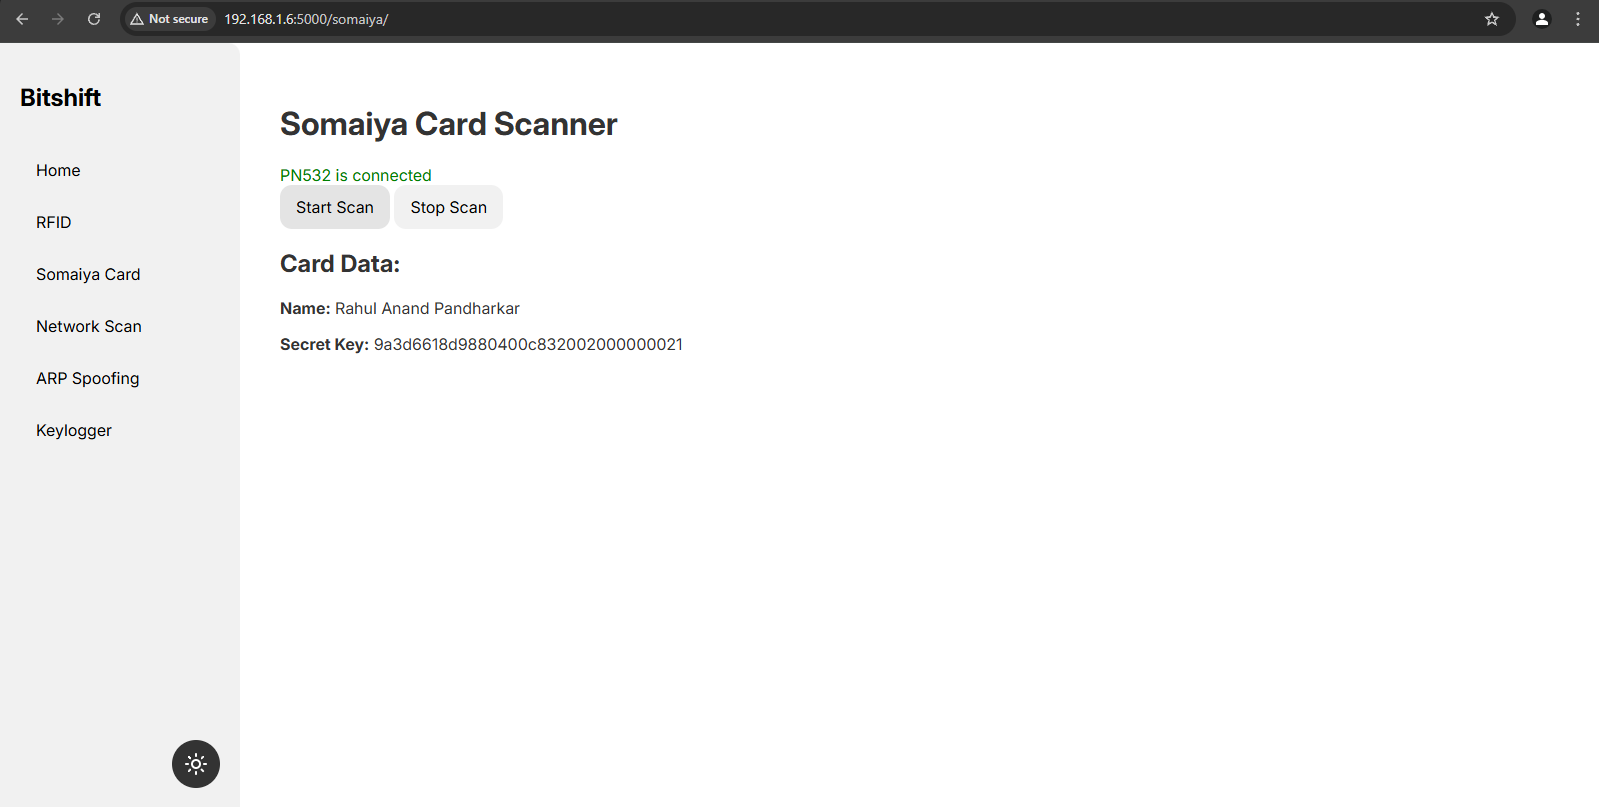 Not secure 192.168.1.6:5000/somaiya/
Bitshift
Home
RFID
Somaiya Card
Network Scan
ARP Spoofing
Keylogger
Somaiya Card Scanner
PN532 is connected
Start Scan Stop Scan
Card Data:
Name: Rahul Anand Pandharkar
Secret Key: 9a3d6618d9880400c832002000000021